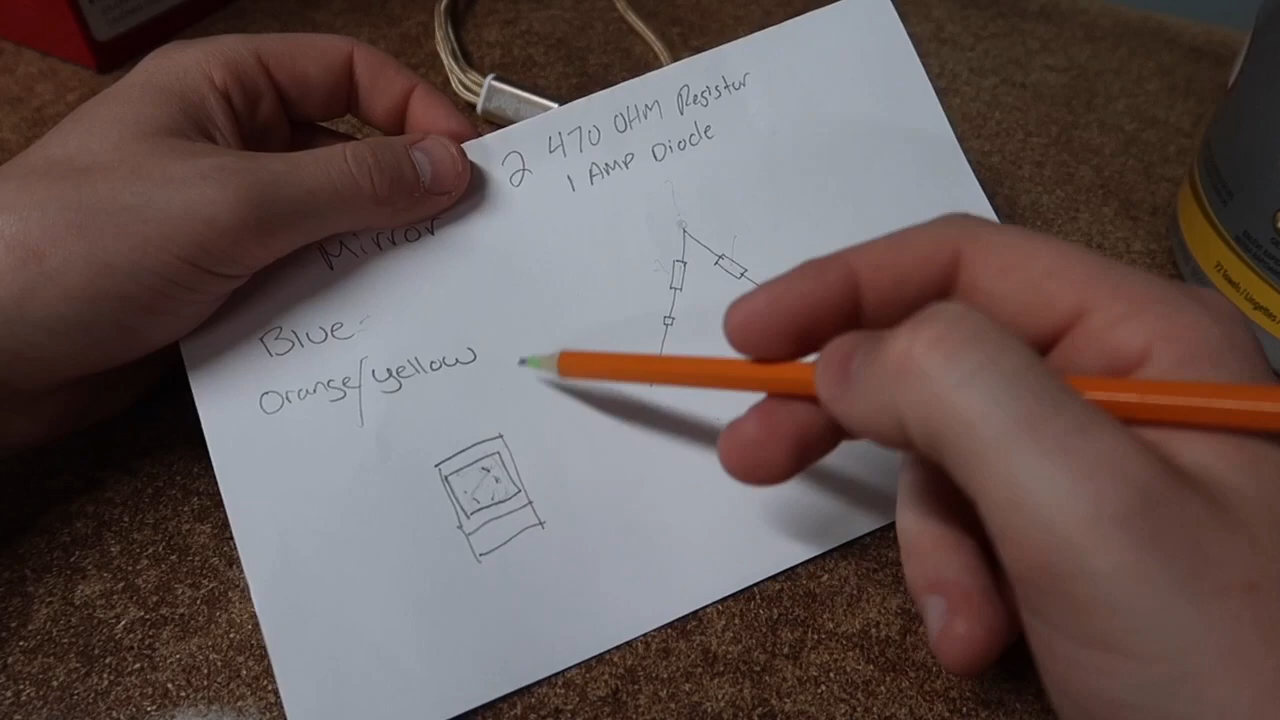 2 470 OHM Resistor
1 AMP Diode
Mirror
Blue-
Orange/yellow